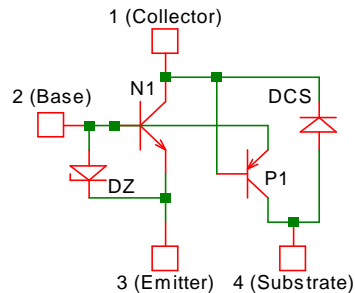 1 (Collector)
N1
2 (Base)
DCS
DZ
P1
3 (Emitter)
4 (Substrate)